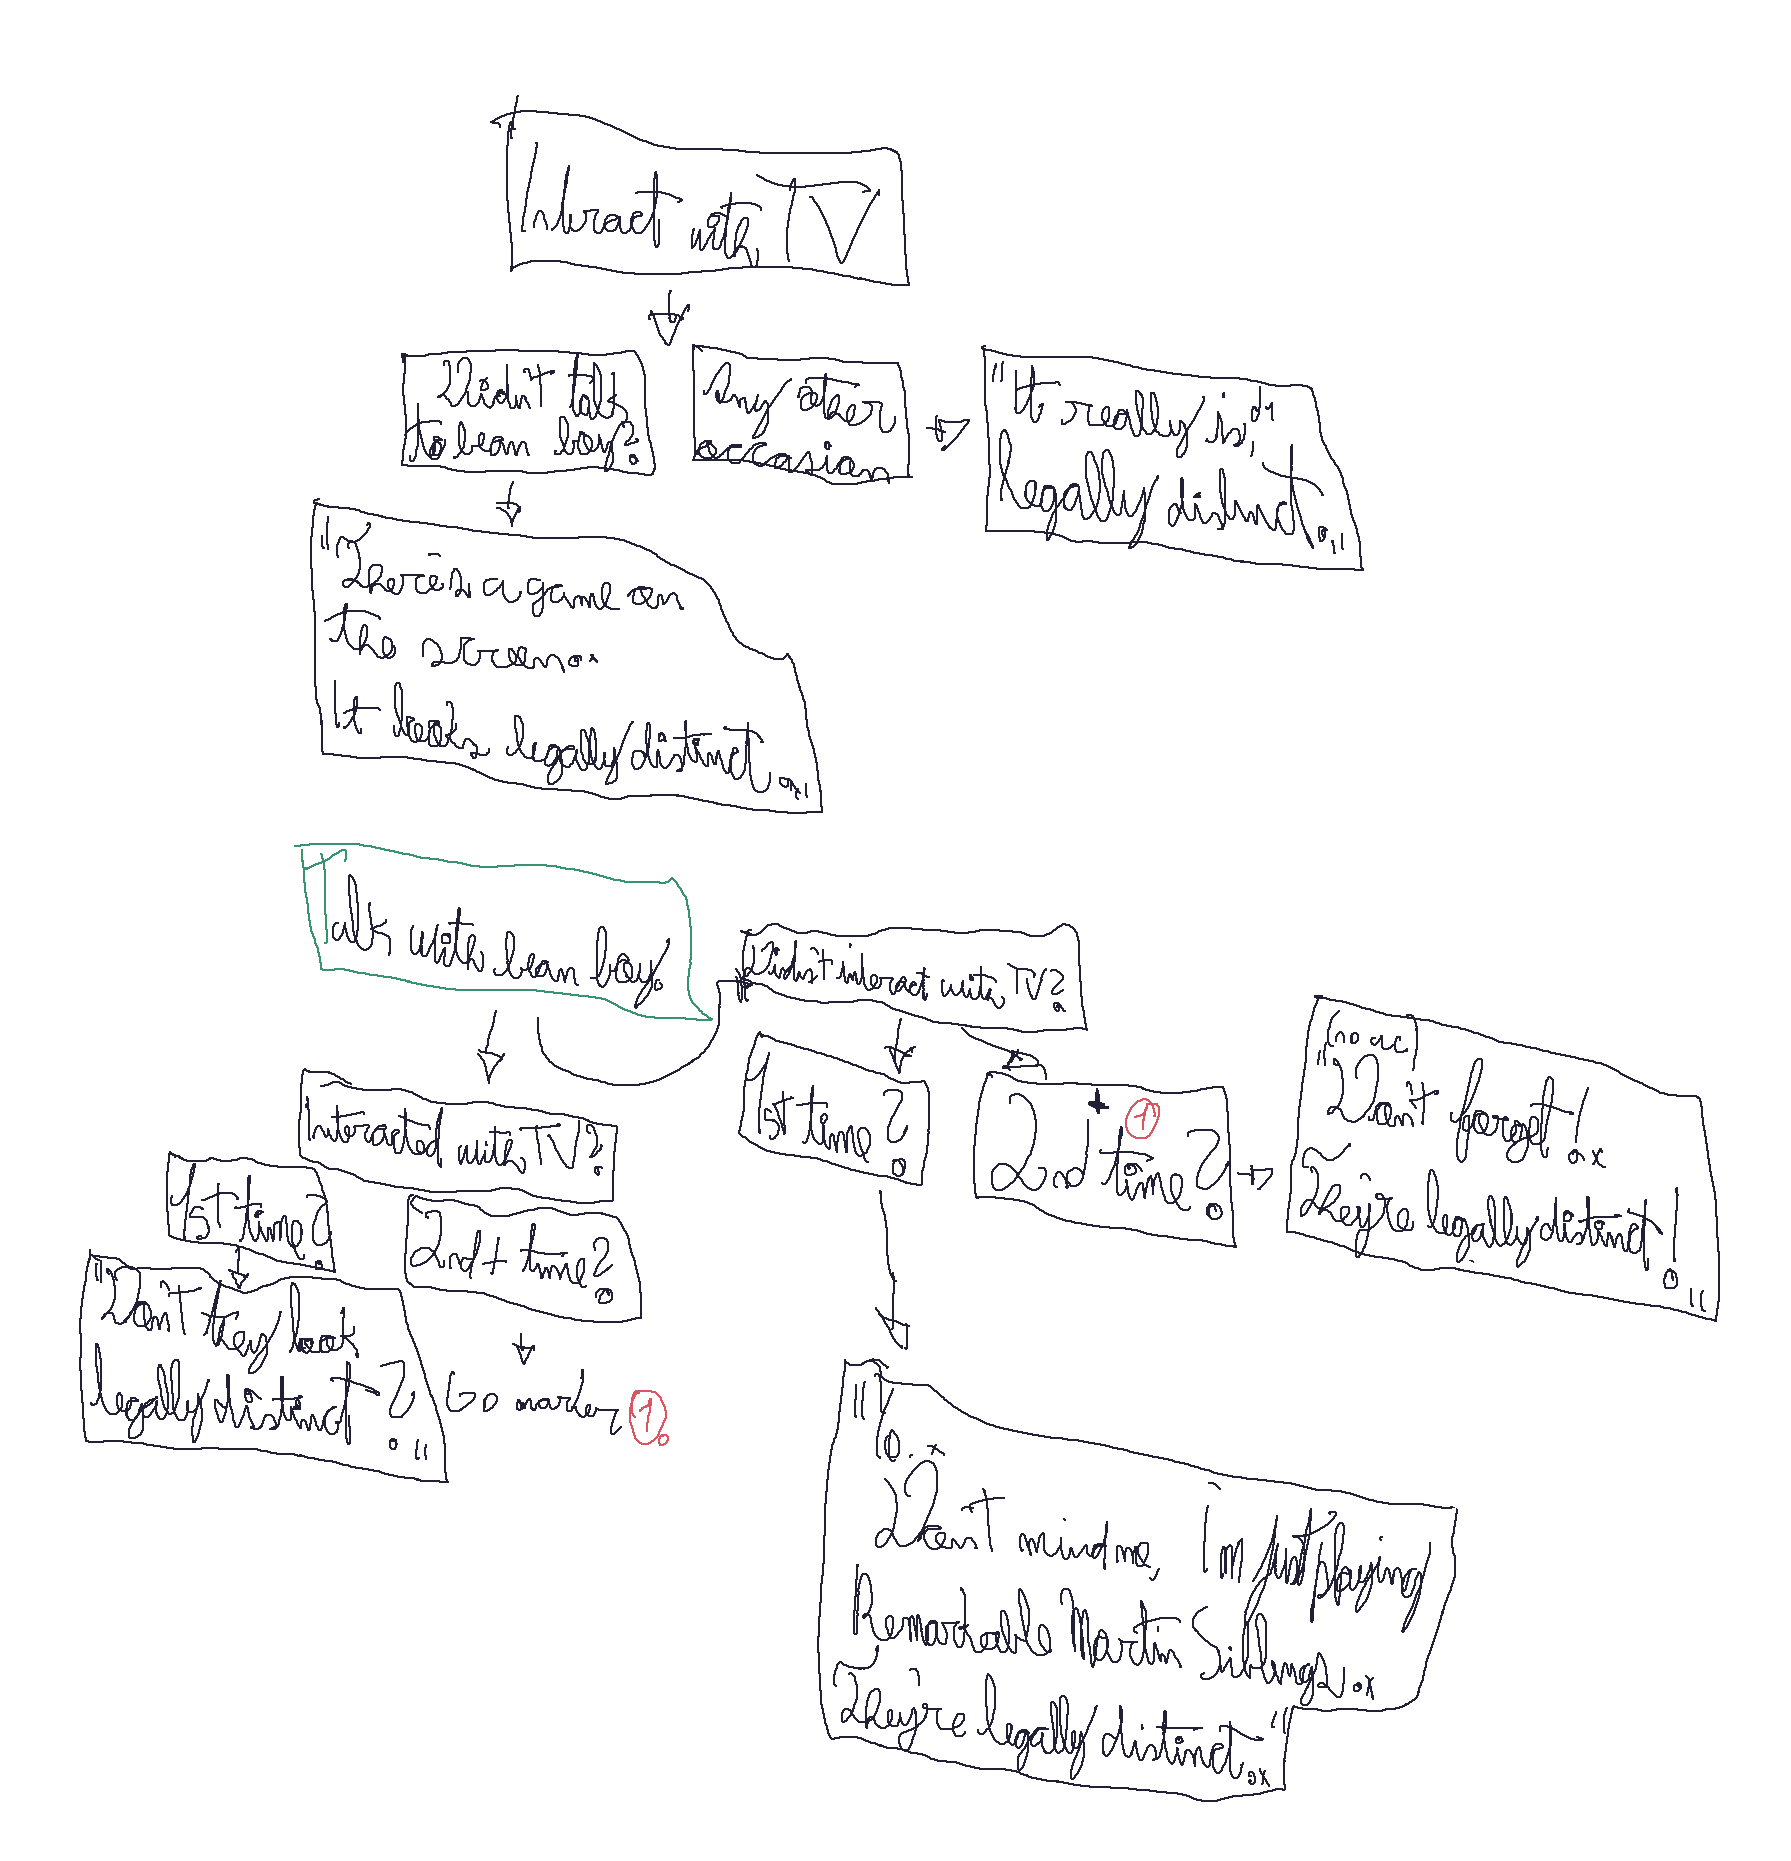 Interact with TV
Didn't talk
to bean boy?
Any other
occasion
"It really is,
legally distinct."
"There's a game on
the screen.x
It looks legally distinct.x"
Talk with bean boy.
Didn't interact with TV?
Interacted with TV?
1st time?
2nd+ time?
"Don't they look
legally distinct?"
Go marker 1.
1st time?
2nd+ time?
1
(no ac)
"Don't forget!x
They're legally distinct!"
"Yo.x
Don't mind me, I'm just playing
Remarkable Martin Siblings.x
They're legally distinct.x"